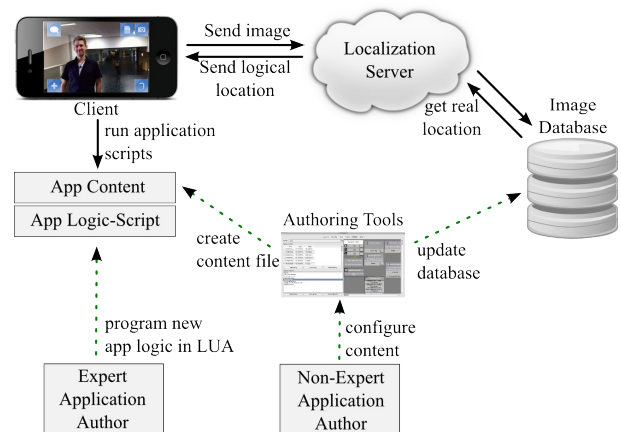 Send image
Send logical
location
Localization
Server
Client
get real
location
Image
Database
run application
scripts
App Content
App Logic-Script
Authoring Tools
create
content file
update
database
program new
app logic in LUA
configure
content
Expert
Application
Author
Non-Expert
Application
Author